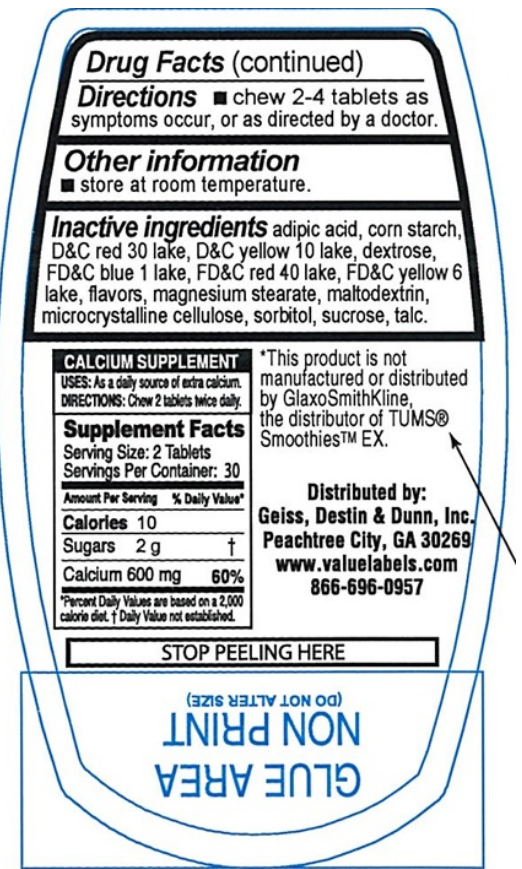 Drug Facts (continued)
Directions ■ chew 2-4 tablets as
symptoms occur, or as directed by a doctor.
Other information
■ store at room temperature.
Inactive ingredients adipic acid, corn starch,
D&C red 30 lake, D&C yellow 10 lake, dextrose,
FD&C blue 1 lake, FD&C red 40 lake, FD&C yellow 6
lake, flavors, magnesium stearate, maltodextrin,
microcrystalline cellulose, sorbitol, sucrose, talc.
CALCIUM SUPPLEMENT
USES: As a daily source of extra calcium.
DIRECTIONS: Chew 2 tablets twice daily.
Supplement Facts
Serving Size: 2 Tablets
Servings Per Container: 30
Amount Per Serving % Daily Value*
Calories 10
Sugars 2 g †
Calcium 600 mg 60%
*Percent Daily Values are based on a 2,000
calorie diet. † Daily Value not established.
*This product is not
manufactured or distributed
by GlaxoSmithKline,
the distributor of TUMS®
Smoothies™ EX.
Distributed by:
Geiss, Destin & Dunn, Inc.
Peachtree City, GA 30269
www.valuelabels.com
866-696-0957
STOP PEELING HERE
GLUE AREA
NON PRINT
(DO NOT ALTER SIZE)